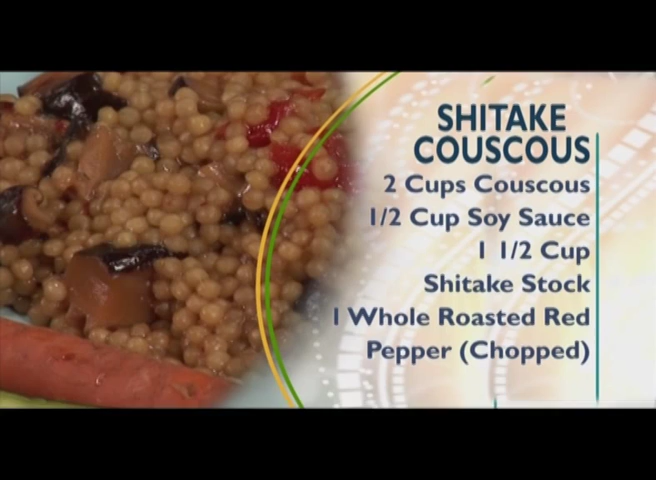 SHITAKE
COUSCOUS
2 Cups Couscous
1/2 Cup Soy Sauce
1 1/2 Cup
Shitake Stock
1 Whole Roasted Red
Pepper (Chopped)